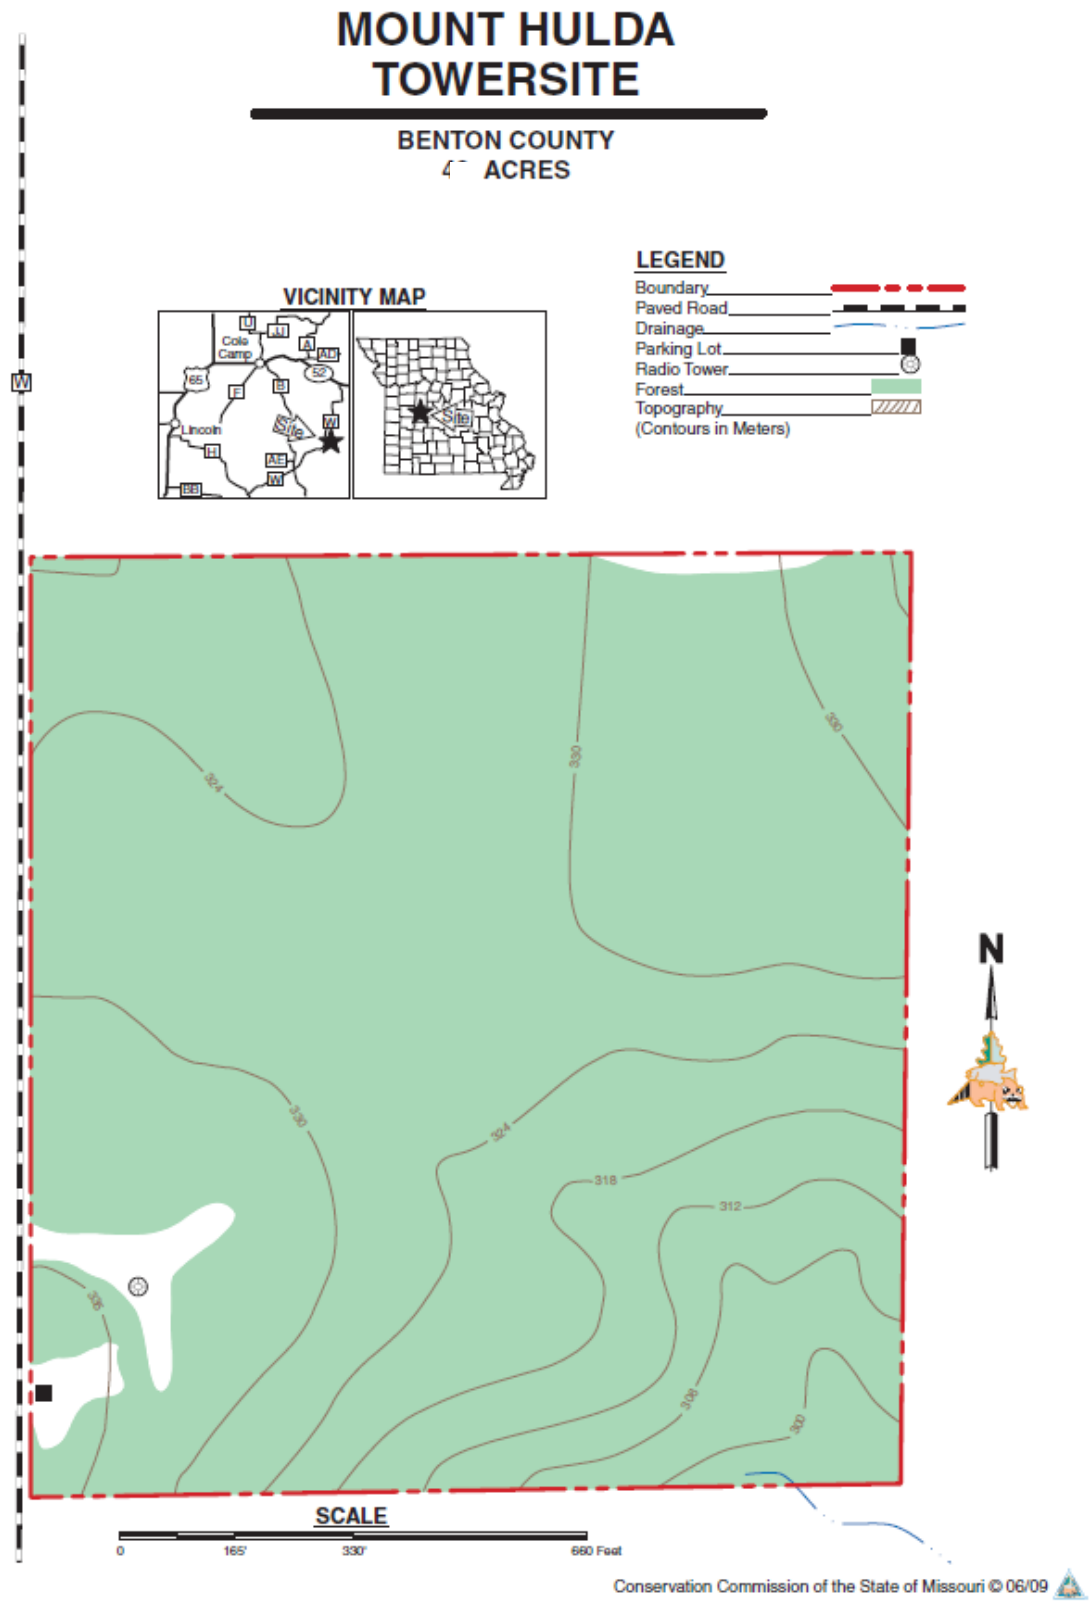 MOUNT HULDA
TOWERSITE
BENTON COUNTY
ACRES
LEGEND
Boundary
Paved Road
Drainage
Parking Lot
Radio Tower
Forest
Topography
(Contours in Meters)
VICINITY MAP
U
JJ
Cole
Camp
A
AD
65
52
F
B
W
Lincoln
Site
H
AE
W
BB
Site
W
330
330
324
N
330
324
318
312
336
306
300
SCALE
0 165' 330' 660 Feet
Conservation Commission of the State of Missouri © 06/09